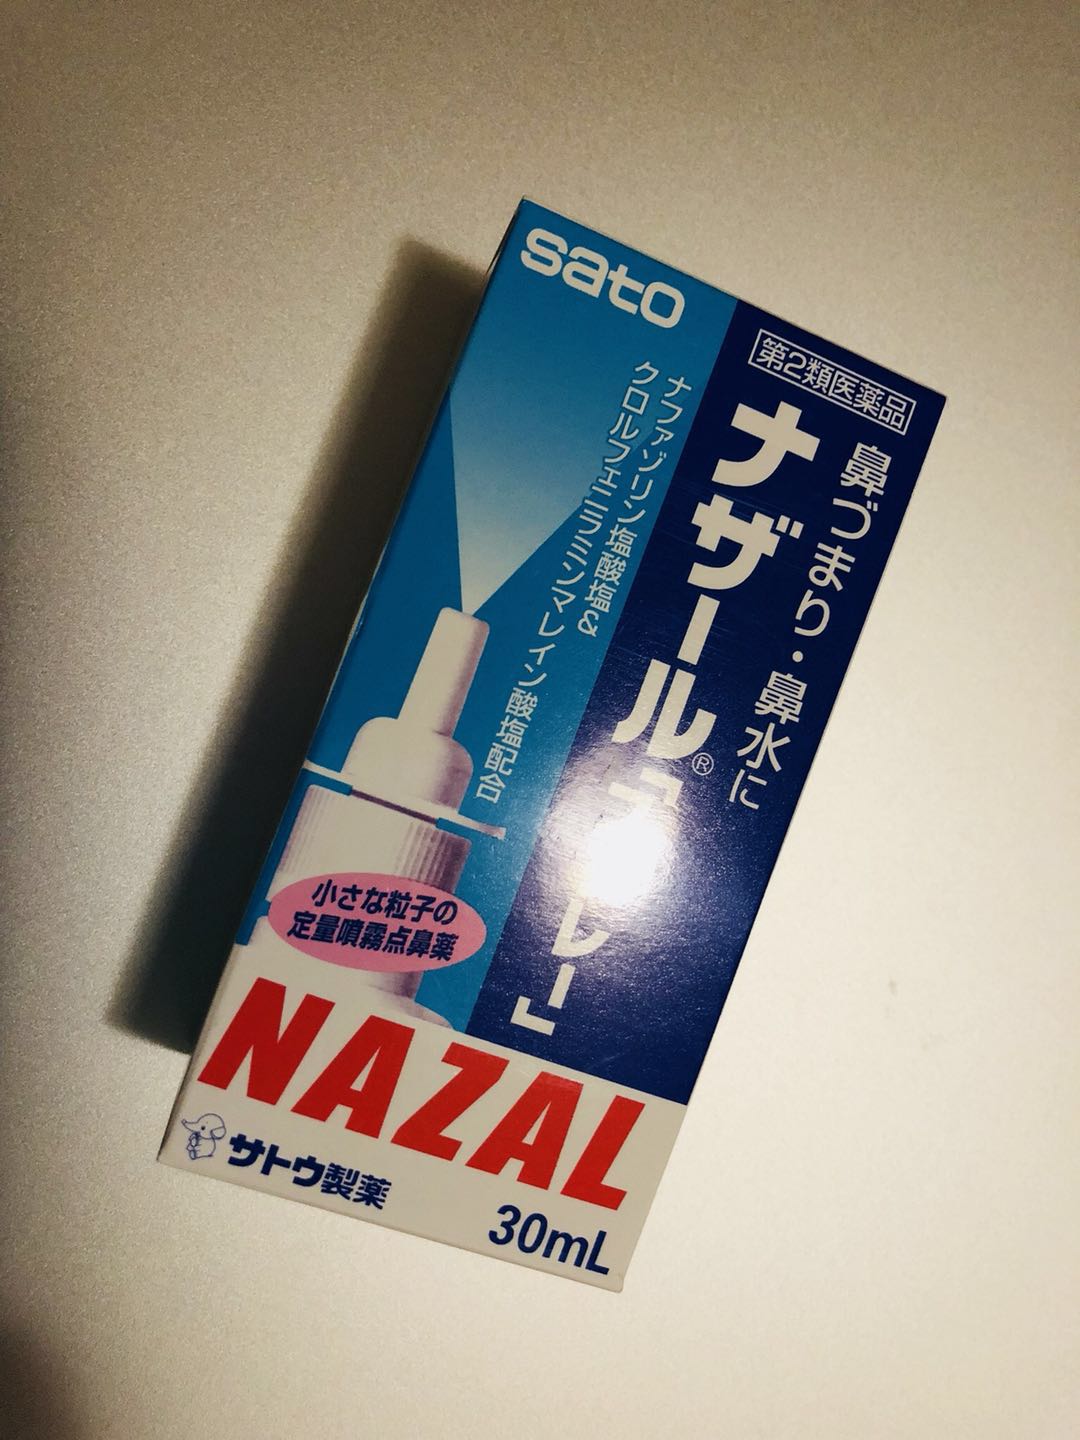 sato
第2類医薬品
鼻づまり・鼻水に
ナザール®
レー」
ナファゾリン塩酸塩&
クロルフェニラミンマレイン酸塩配合
小さな粒子の
定量噴霧点鼻薬
NAZAL
サトウ製薬
30mL